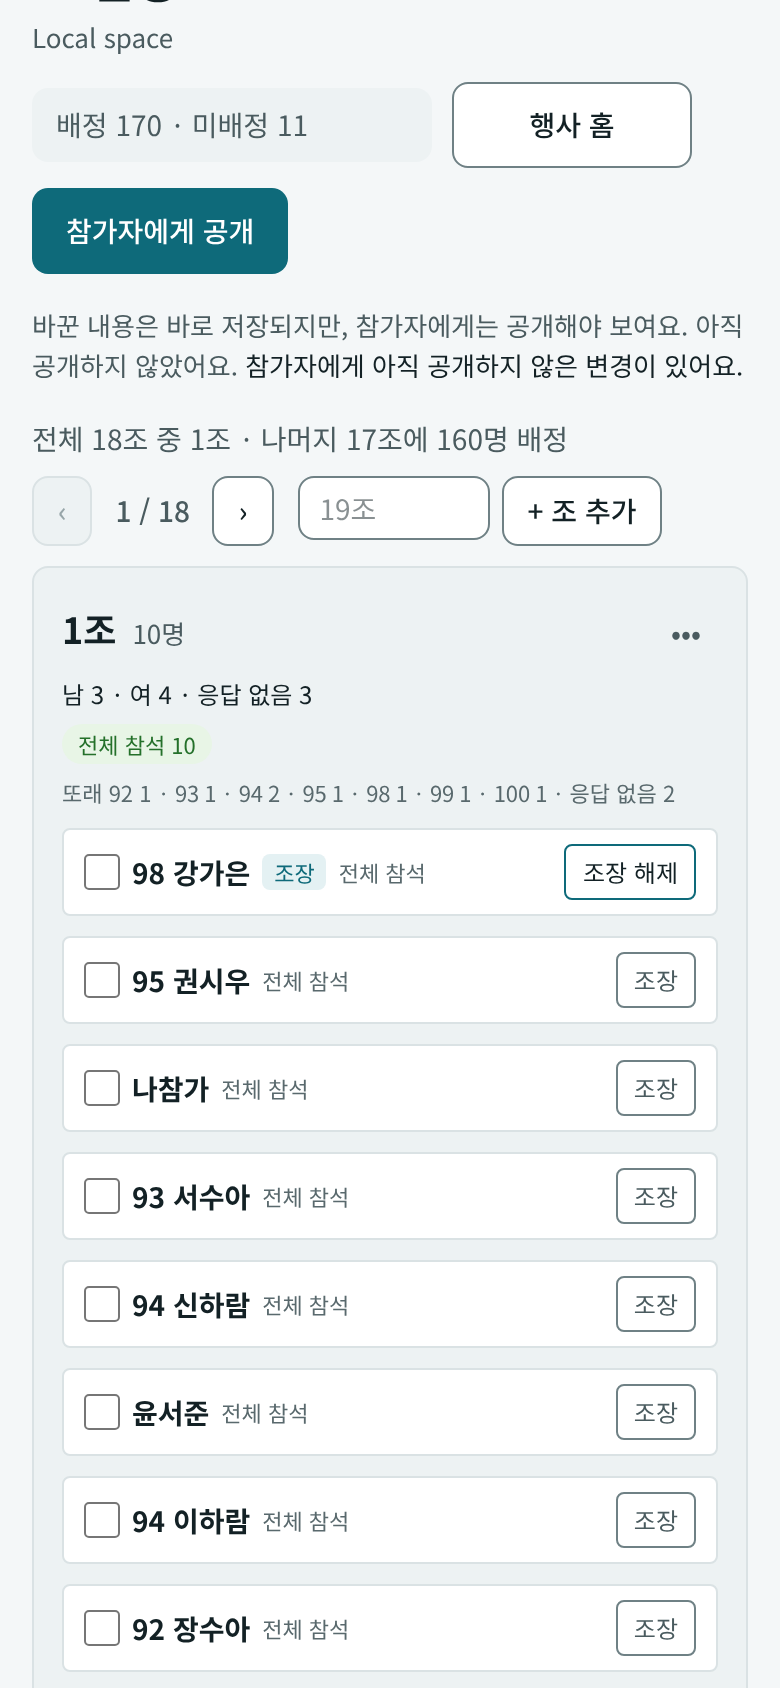 Local space
배정 170 · 미배정 11
행사 홈
참가자에게 공개
바꾼 내용은 바로 저장되지만, 참가자에게는 공개해야 보여요. 아직
공개하지 않았어요. 참가자에게 아직 공개하지 않은 변경이 있어요.
전체 18조 중 1조 · 나머지 17조에 160명 배정
‹ 1 / 18 › 19조 + 조 추가
1조 10명 •••
남 3 · 여 4 · 응답 없음 3
전체 참석 10
또래 92 1 · 93 1 · 94 2 · 95 1 · 98 1 · 99 1 · 100 1 · 응답 없음 2
98 강가은 조장 전체 참석 조장 해제
95 권시우 전체 참석 조장
나참가 전체 참석 조장
93 서수아 전체 참석 조장
94 신하람 전체 참석 조장
윤서준 전체 참석 조장
94 이하람 전체 참석 조장
92 장수아 전체 참석 조장